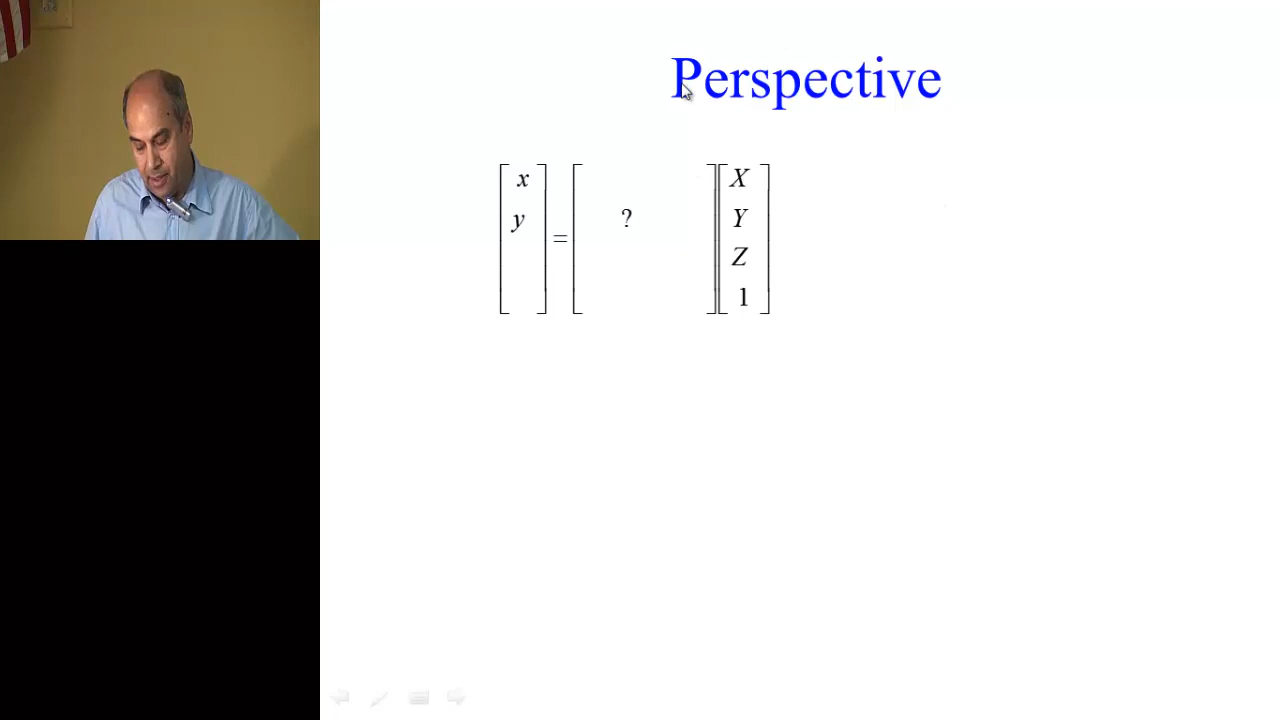 Perspective
[x y] = [?] [X Y Z 1]